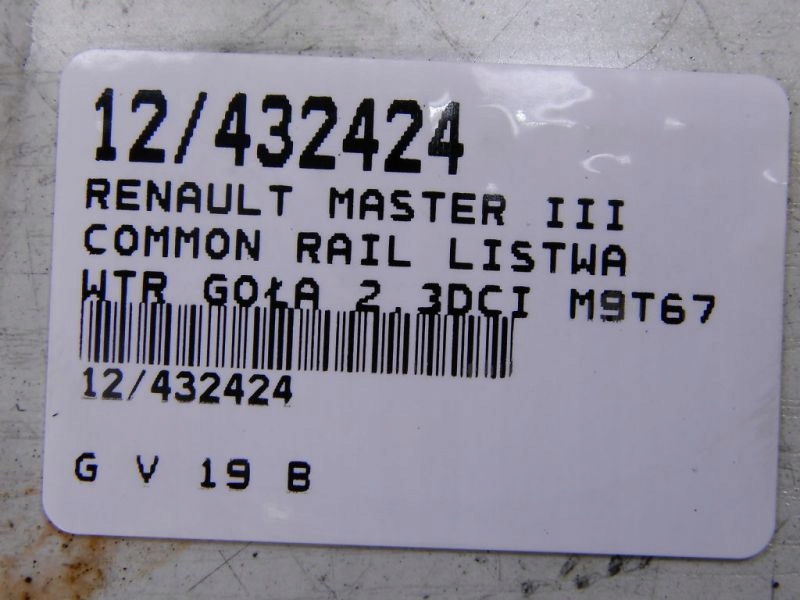 12/432424
RENAULT MASTER III
COMMON RAIL LISTWA
WTR GOŁA 2.3DCI M9T67
12/432424
G V 19 B